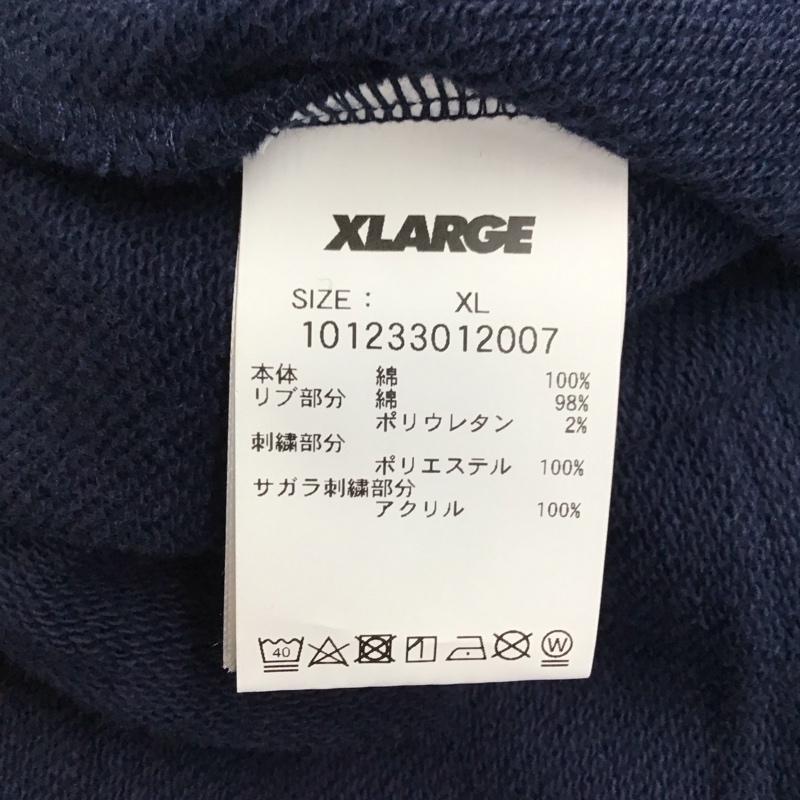 XLARGE
SIZE : XL
101233012007
本体 綿 100%
リブ部分 綿 98%
ポリウレタン 2%
刺繍部分
ポリエステル 100%
サガラ刺繍部分
アクリル 100%
40 W